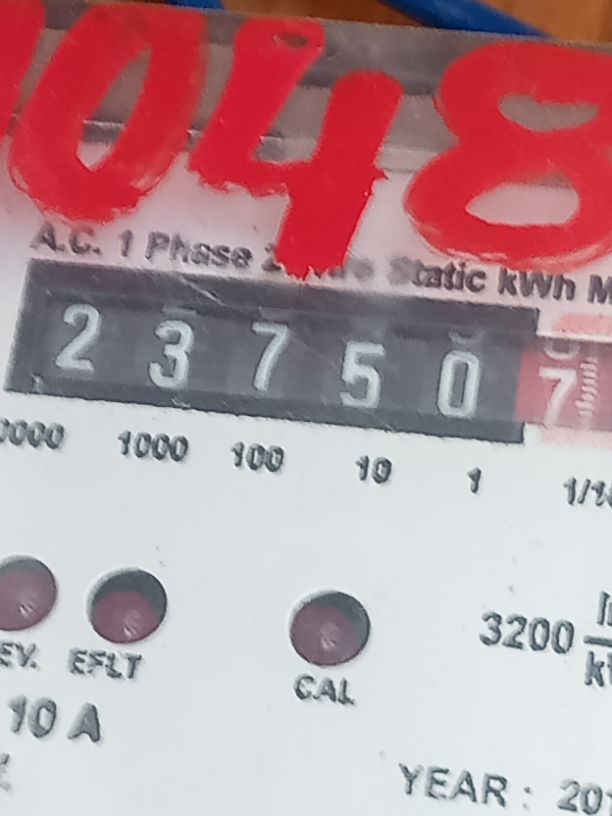 048
A.C. 1 Phase Static kWh
2 3 7 5 0 7
1000 100 10 1
3200
EFLT CAL
10 A
YEAR :